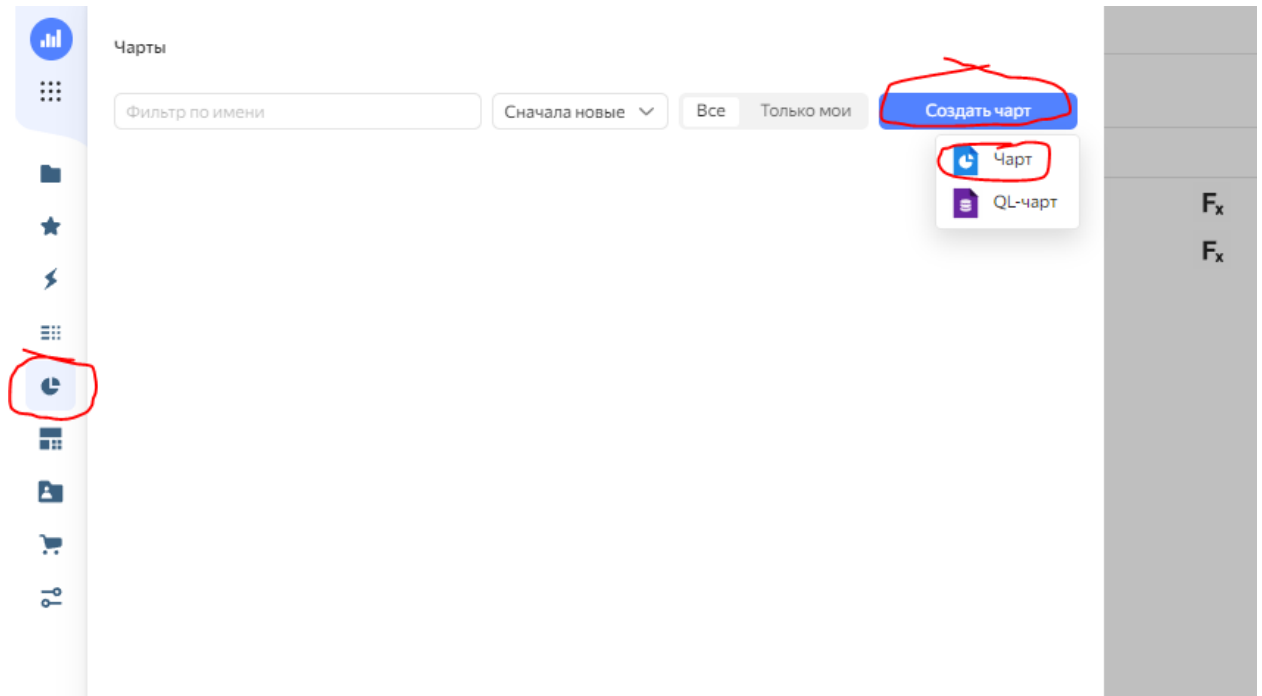 Чарты
Фильтр по имени
Сначала новые
Все
Только мои
Создать чарт
Чарт
QL-чарт
Fx
Fx